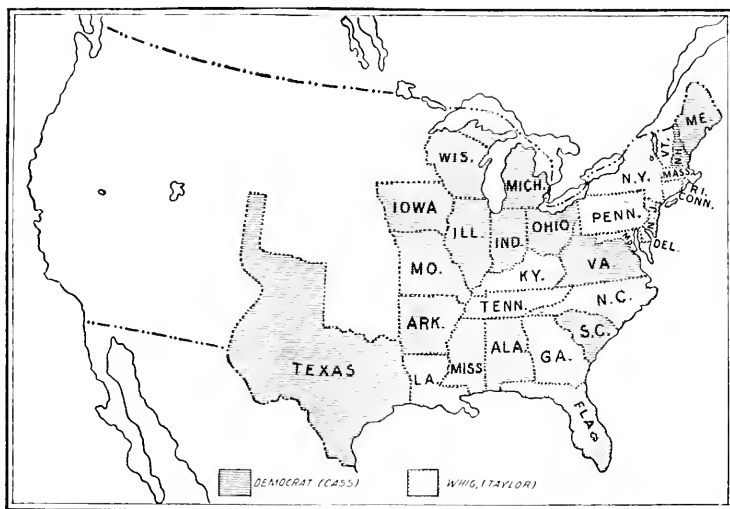 ME.
VT.
N.H.
WIS.
MICH.
N.Y.
MASS.
R.I.
CONN.
IOWA
PENN.
N.J.
ILL.
IND.
OHIO.
DEL.
MO.
KY.
VA.
TENN.
N.C.
ARK.
S.C.
TEXAS
LA.
MISS
ALA.
GA.
FLA
DEMOCRAT (CASS)
WHIG, (TAYLOR)